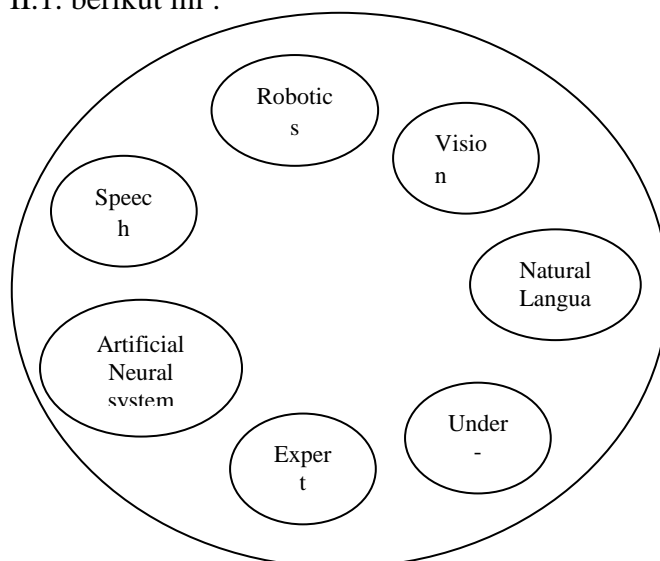 II.1. berikut ini :
Robotic
s
Visio
n
Speec
h
Natural
Langua
Artificial
Neural
system
Under
-
Exper
t